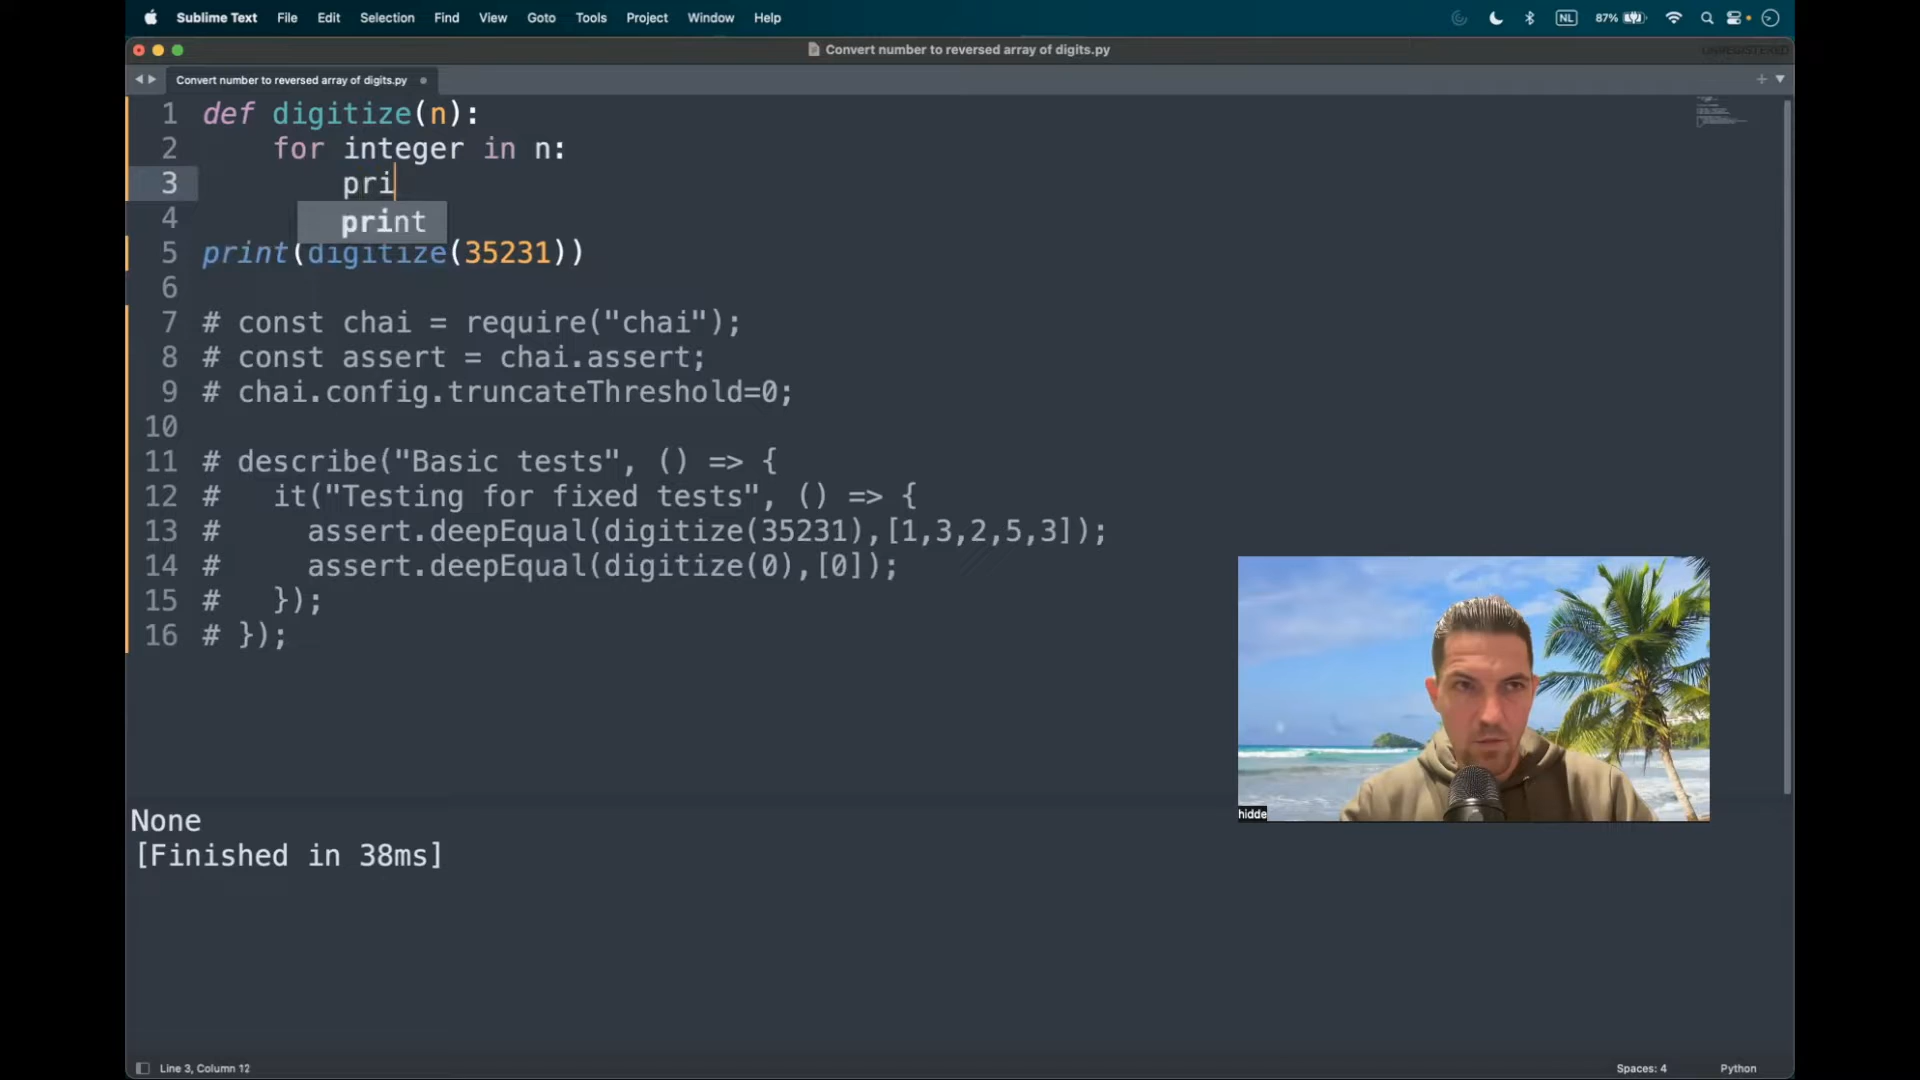 Sublime Text File Edit Selection Find View Goto Tools Project Window Help NL 87%
Convert number to reversed array of digits.py UNREGISTERED
Convert number to reversed array of digits.py
1 def digitize(n):
2 for integer in n:
3 pri
4 print
5 print(digitize(35231))
6
7 # const chai = require("chai");
8 # const assert = chai.assert;
9 # chai.config.truncateThreshold=0;
10
11 # describe("Basic tests", () => {
12 # it("Testing for fixed tests", () => {
13 # assert.deepEqual(digitize(35231),[1,3,2,5,3]);
14 # assert.deepEqual(digitize(0),[0]);
15 # });
16 # });
hidde
None
[Finished in 38ms]
Line 3, Column 12 Spaces: 4 Python